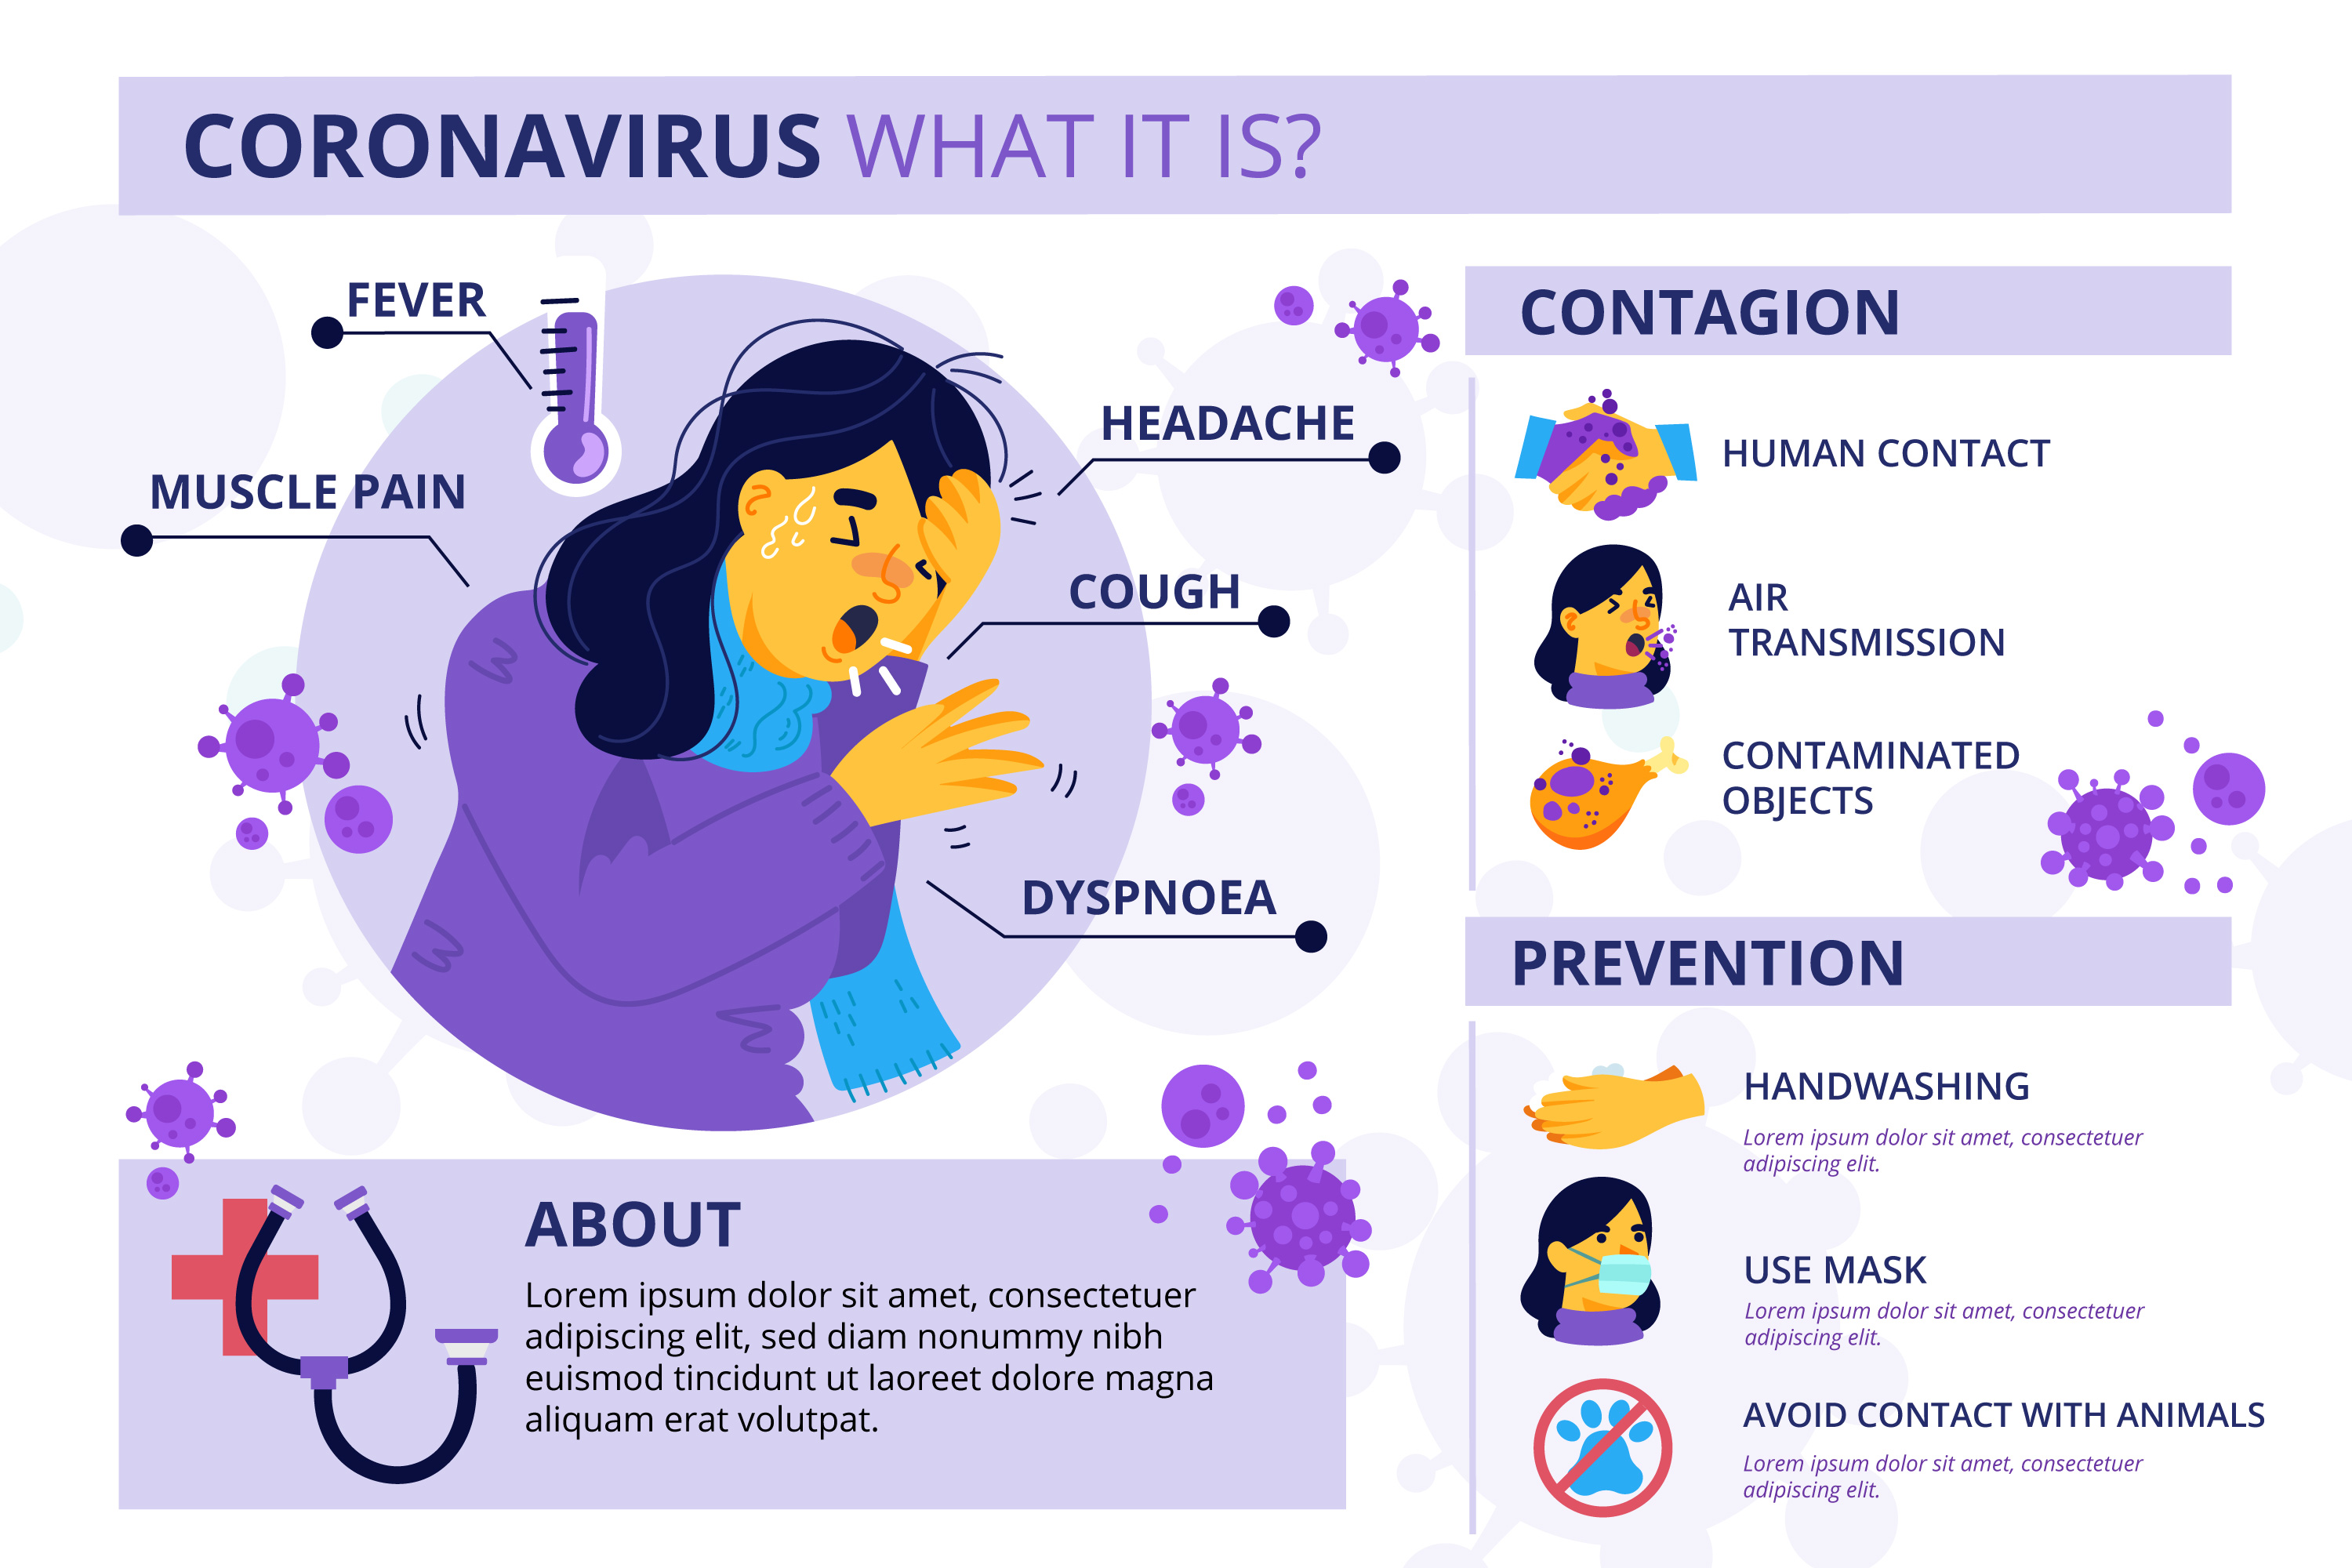 CORONAVIRUS WHAT IT IS?
FEVER
MUSCLE PAIN
HEADACHE
COUGH
DYSPNOEA
ABOUT
Lorem ipsum dolor sit amet, consectetuer
adipiscing elit, sed diam nonummy nibh
euismod tincidunt ut laoreet dolore magna
aliquam erat volutpat.
CONTAGION
HUMAN CONTACT
AIR
TRANSMISSION
CONTAMINATED
OBJECTS
PREVENTION
HANDWASHING
Lorem ipsum dolor sit amet, consectetuer
adipiscing elit.
USE MASK
Lorem ipsum dolor sit amet, consectetuer
adipiscing elit.
AVOID CONTACT WITH ANIMALS
Lorem ipsum dolor sit amet, consectetuer
adipiscing elit.